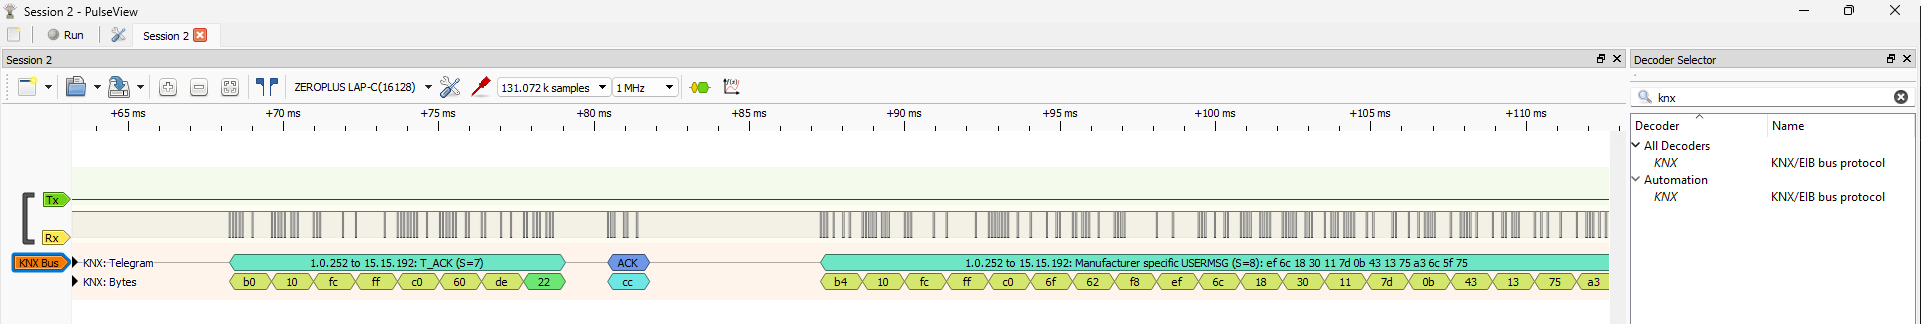 Session 2 - PulseView
Run
Session 2
Session 2
Decoder Selector
ZEROPLUS LAP-C(16128)
131.072 k samples
1 MHz
knx
+65 ms +70 ms +75 ms +80 ms +85 ms +90 ms +95 ms +100 ms +105 ms +110 ms
Decoder Name
All Decoders
KNX KNX/EIB bus protocol
Automation
KNX KNX/EIB bus protocol
Tx
Rx
KNX Bus
KNX: Telegram 1.0.252 to 15.15.192: T_ACK (S=7) ACK 1.0.252 to 15.15.192: Manufacturer specific USERMSG (S=8): ef 6c 18 30 11 7d 0b 43 13 75 a3 6c 5f 75
KNX: Bytes b0 10 fc ff c0 60 de 22 cc b4 10 fc ff c0 6f 62 f8 ef 6c 18 30 11 7d 0b 43 13 75 a3